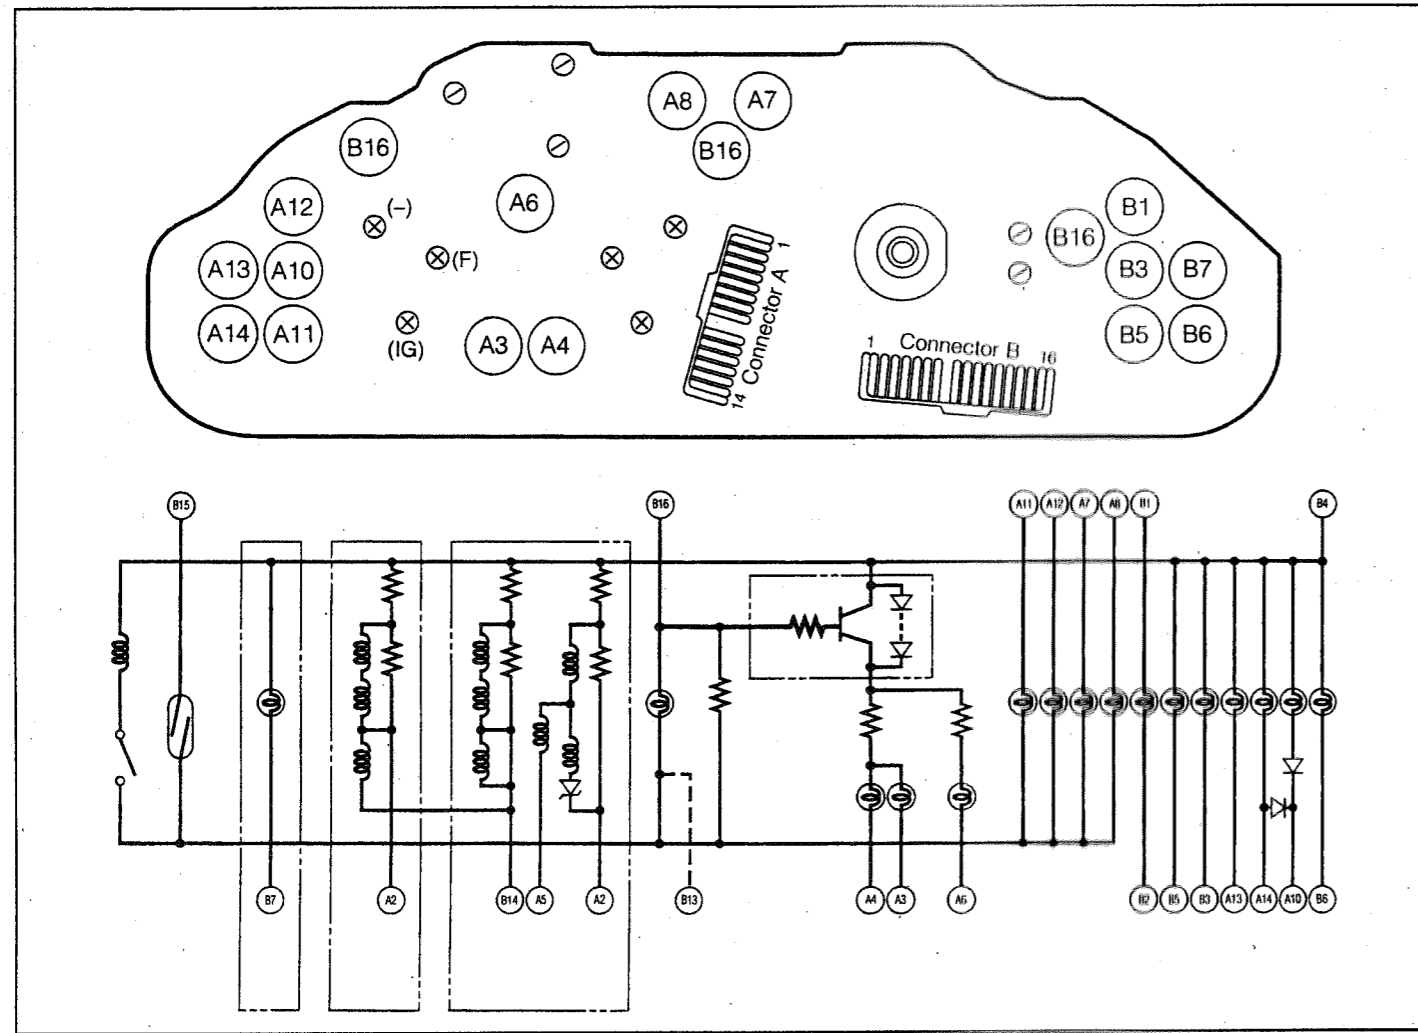 A8 A7
B16 B16
A12 A6 B1
(–) B16
A13 A10 (F) 1 B3 B7
A14 A11 (IG) A3 A4 Connector A 14 B5 B6
1 Connector B 16
B15 B16 A11 A12 A7 A8 B1 B4
B7 A2 B14 A5 A2 B13 A4 A3 A6 B2 B5 B3 A13 A14 A10 B6